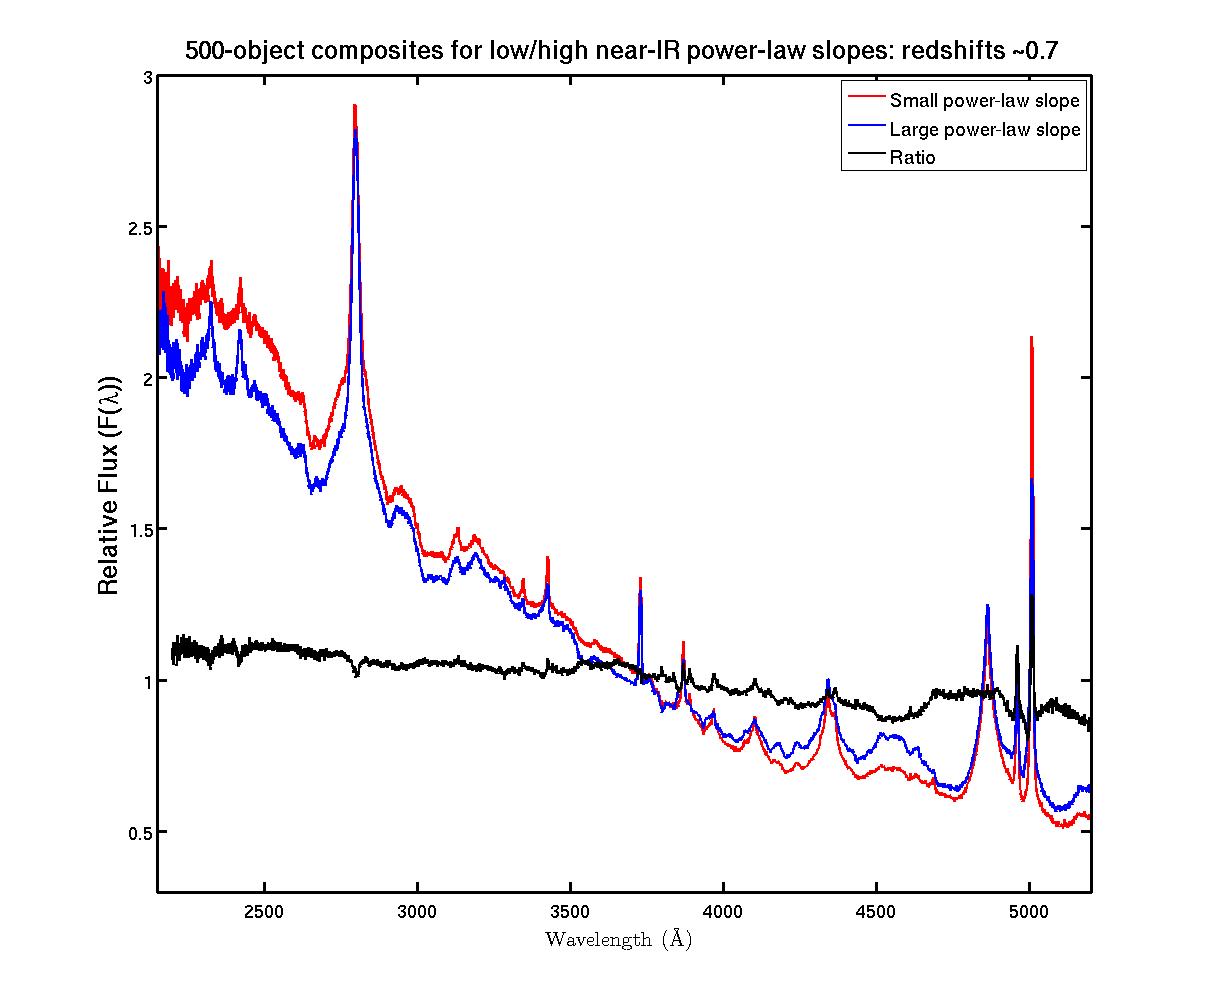 500-object composites for low/high near-IR power-law slopes: redshifts ~0.7
3
2.5
2
1.5
1
0.5
Relative Flux (F(λ))
Small power-law slope
Large power-law slope
Ratio
2500 3000 3500 4000 4500 5000
Wavelength (Å)